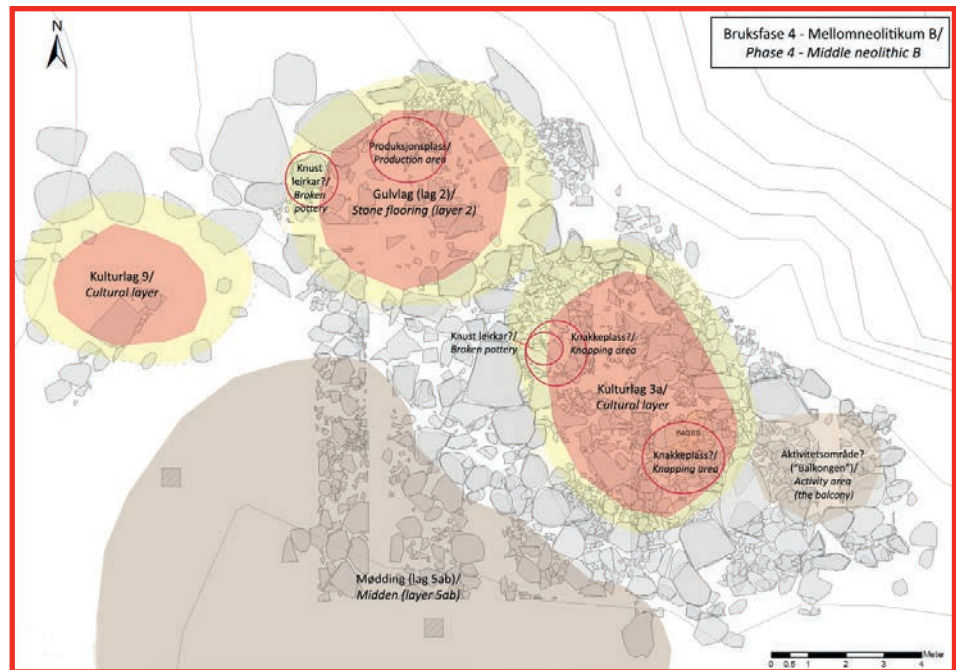 N
Bruksfase 4 - Mellomneolitikum B/
Phase 4 - Middle neolithic B
Produksjonsplass/
Production area
Knust
leirkar?/
Broken
pottery
Gulvlag (lag 2)/
Stone flooring (layer 2)
Kulturlag 9/
Cultural layer
Knust leirkar?/
Broken pottery
Knakkeplass?/
Knapping area
Kulturlag 3a/
Cultural layer
Knakkeplass?/
Knapping area
Aktivitetsområde?
("Balkongen")/
Activity area
(the balcony)
Mødding (lag 5ab)/
Midden (layer 5ab)
Meter
0 0.5 1 2 3 4